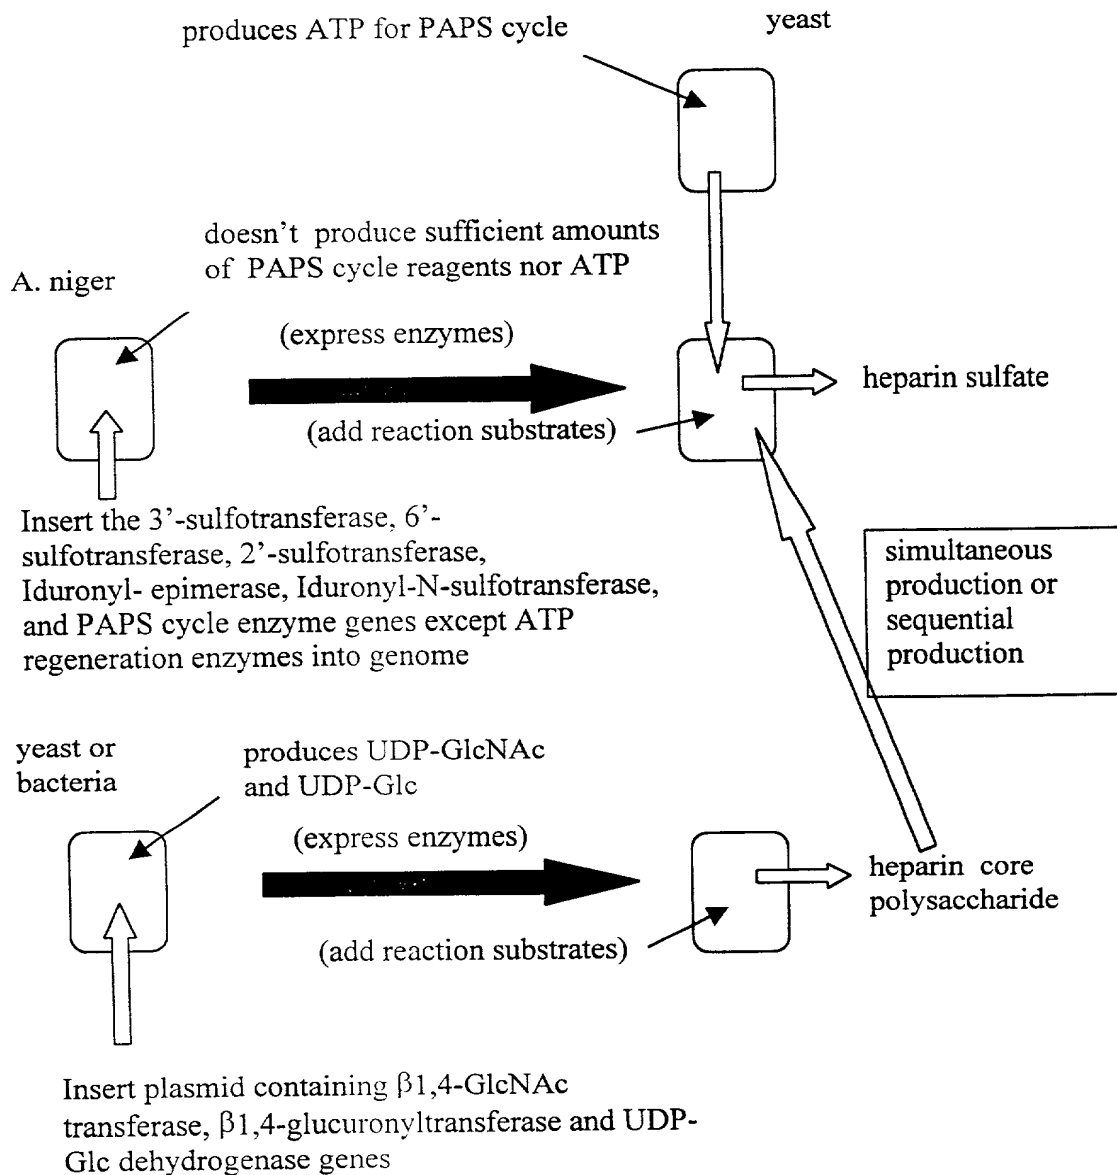 produces ATP for PAPS cycle
yeast
doesn't produce sufficient amounts
of PAPS cycle reagents nor ATP
A. niger
(express enzymes)
heparin sulfate
(add reaction substrates)
Insert the 3'-sulfotransferase, 6'-
sulfotransferase, 2'-sulfotransferase,
Iduronyl- epimerase, Iduronyl-N-sulfotransferase,
and PAPS cycle enzyme genes except ATP
regeneration enzymes into genome
simultaneous
production or
sequential
production
yeast or
bacteria
produces UDP-GlcNAc
and UDP-Glc
(express enzymes)
heparin core
polysaccharide
(add reaction substrates)
Insert plasmid containing β1,4-GlcNAc
transferase, β1,4-glucuronyltransferase and UDP-
Glc dehydrogenase genes